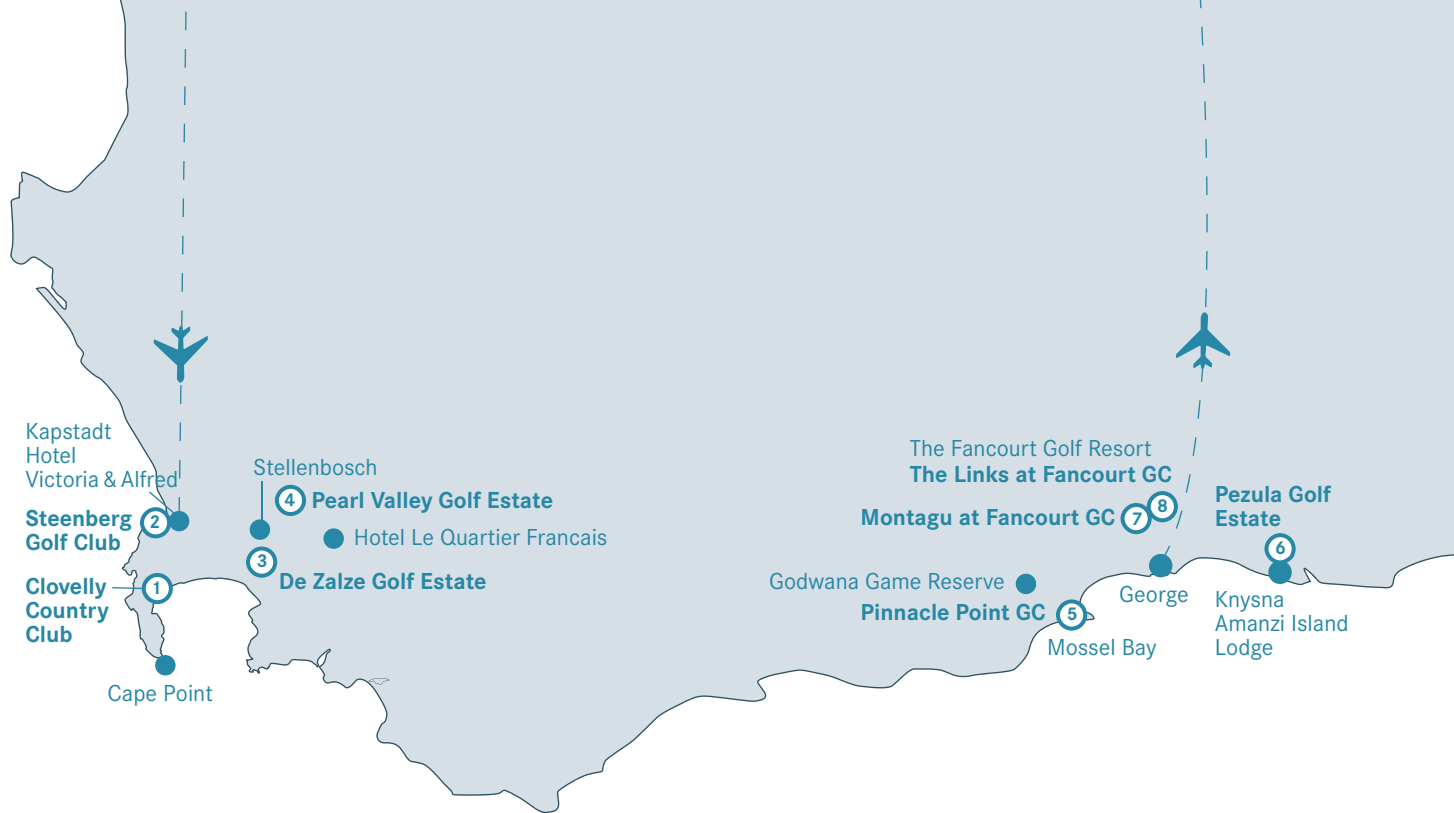 Kapstadt
Hotel
Victoria & Alfred
Steenberg
Golf Club
2
Clovelly
Country
Club
1
Cape Point
Stellenbosch
4 Pearl Valley Golf Estate
Hotel Le Quartier Francais
3
De Zalze Golf Estate
The Fancourt Golf Resort
The Links at Fancourt GC
8
Montagu at Fancourt GC 7
Godwana Game Reserve
Pinnacle Point GC 5
Mossel Bay
George
Pezula Golf
Estate
6
Knysna
Amanzi Island
Lodge